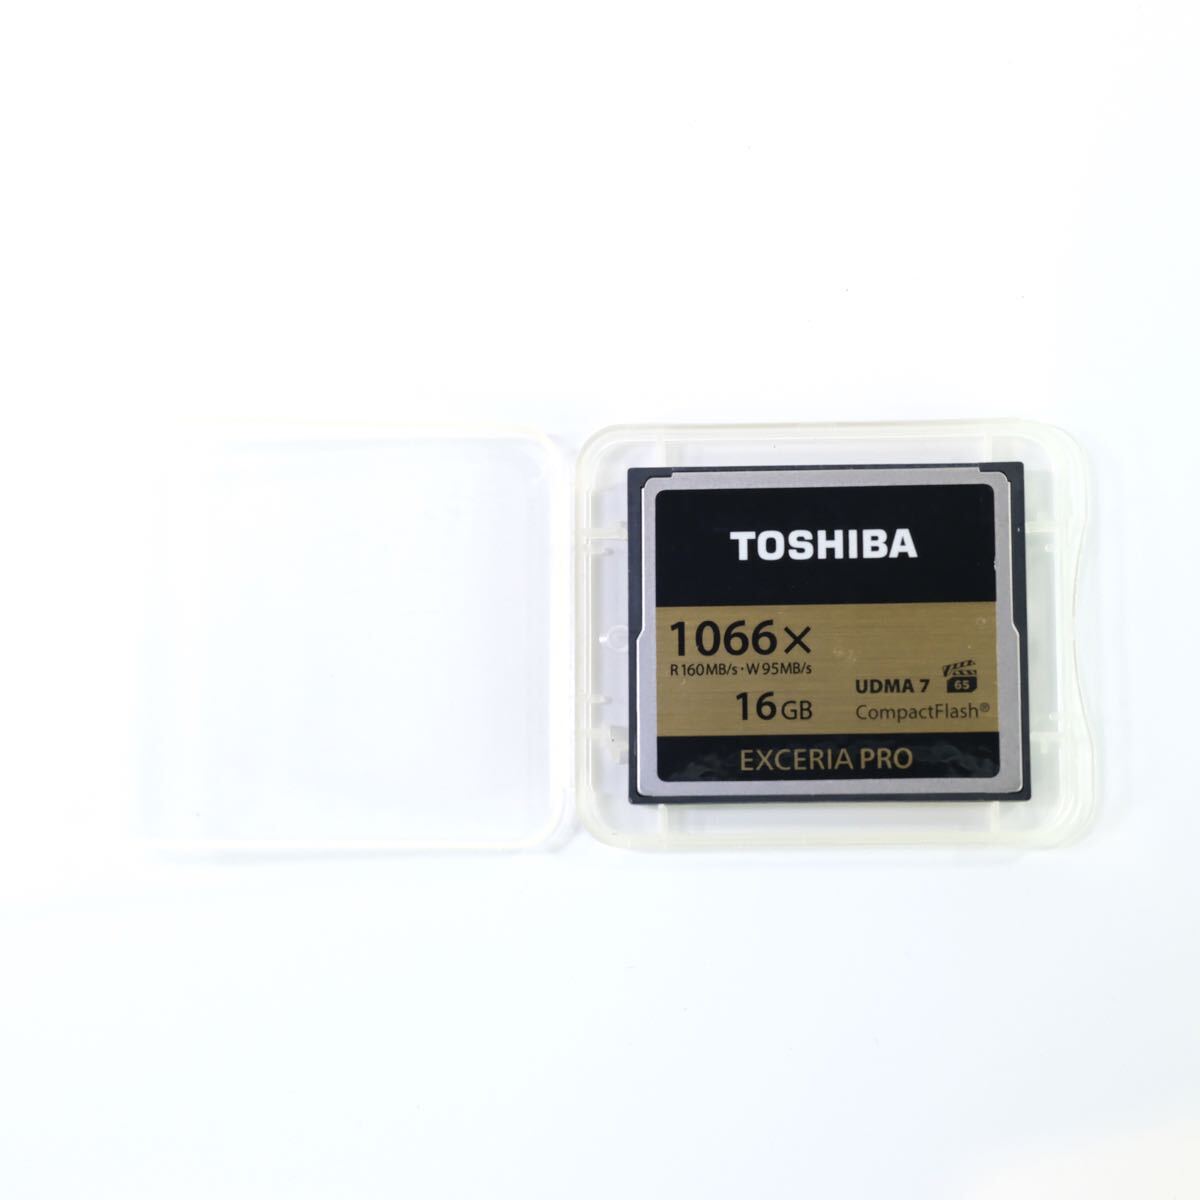 TOSHIBA
1066×
R 160MB/s · W 95MB/s
16GB
UDMA 7
65
CompactFlash®
EXCERIA PRO